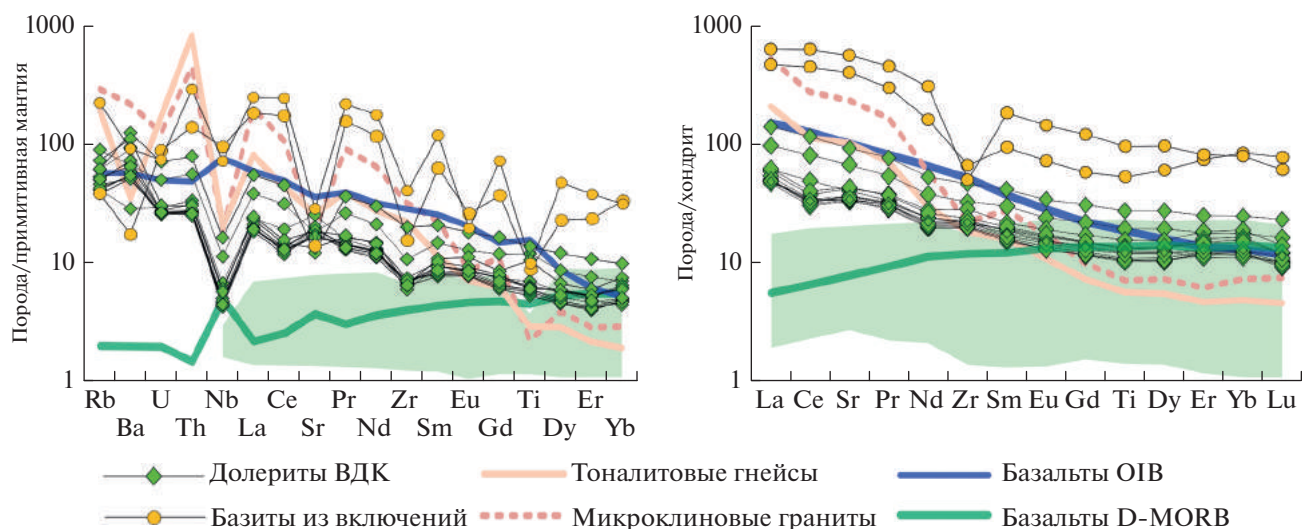 1000
100
10
1
Порода/примитивная мантия
Rb U Nb Ce Pr Zr Eu Ti Er
Ba Th La Sr Nd Sm Gd Dy Yb
1000
100
10
1
Порода/хондрит
La Ce Sr Pr Nd Zr Sm Eu Gd Ti Dy Er Yb Lu
Долериты ВДК Тоналитовые гнейсы Базальты OIB
Базиты из включений Микроклиновые граниты Базальты D-MORB